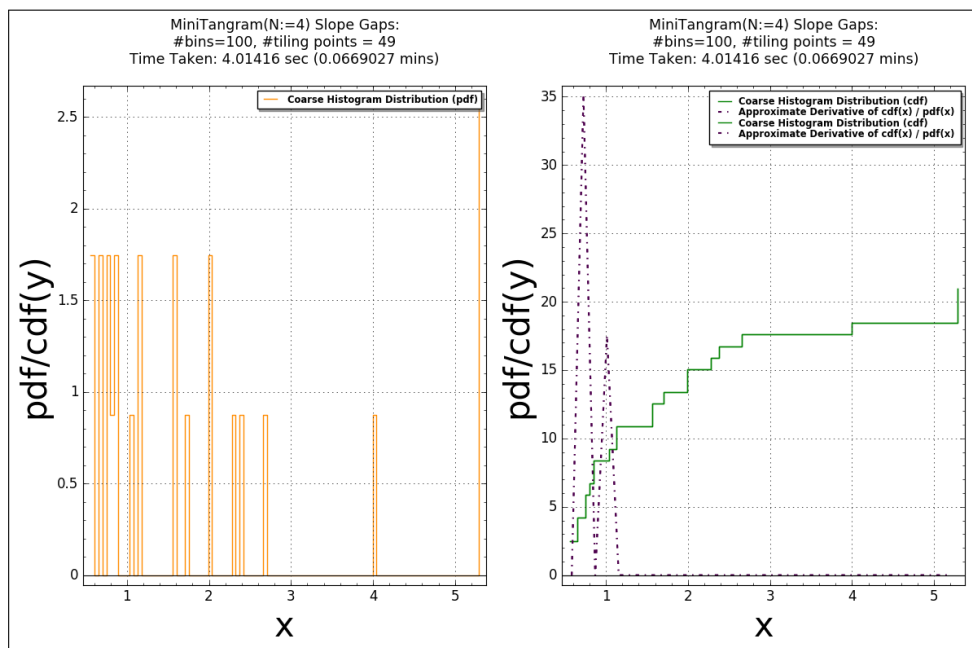 MiniTangram(N:=4) Slope Gaps:
#bins=100, #tiling points = 49
Time Taken: 4.01416 sec (0.0669027 mins)
Coarse Histogram Distribution (pdf)
pdf/cdf(y)
2.5
2
1.5
1
0.5
0
1
2
3
4
5
x
MiniTangram(N:=4) Slope Gaps:
#bins=100, #tiling points = 49
Time Taken: 4.01416 sec (0.0669027 mins)
Coarse Histogram Distribution (cdf)
Approximate Derivative of cdf(x) / pdf(x)
Coarse Histogram Distribution (cdf)
Approximate Derivative of cdf(x) / pdf(x)
pdf/cdf(y)
35
30
25
20
15
10
5
0
1
2
3
4
5
x